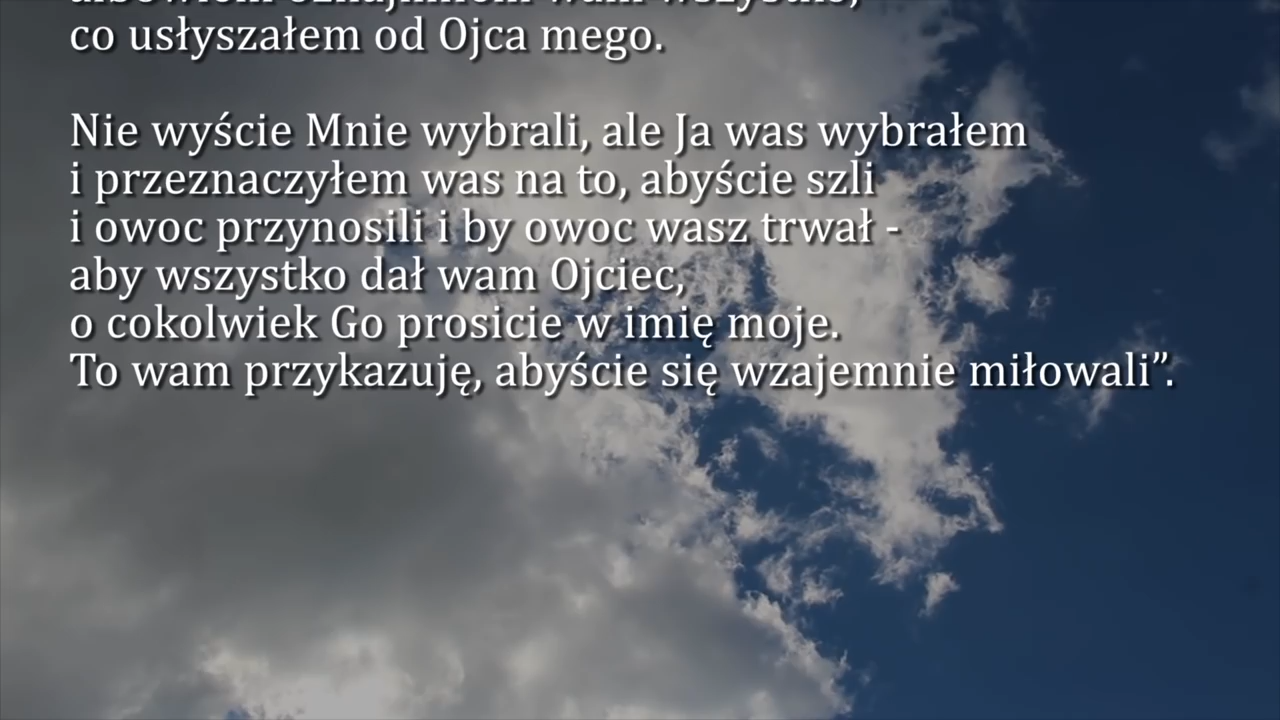 co usłyszałem od Ojca mego.
Nie wyście Mnie wybrali, ale Ja was wybrałem
i przeznaczyłem was na to, abyście szli
i owoc przynosili i by owoc wasz trwał -
aby wszystko dał wam Ojciec,
o cokolwiek Go prosicie w imię moje.
To wam przykazuję, abyście się wzajemnie miłowali”.